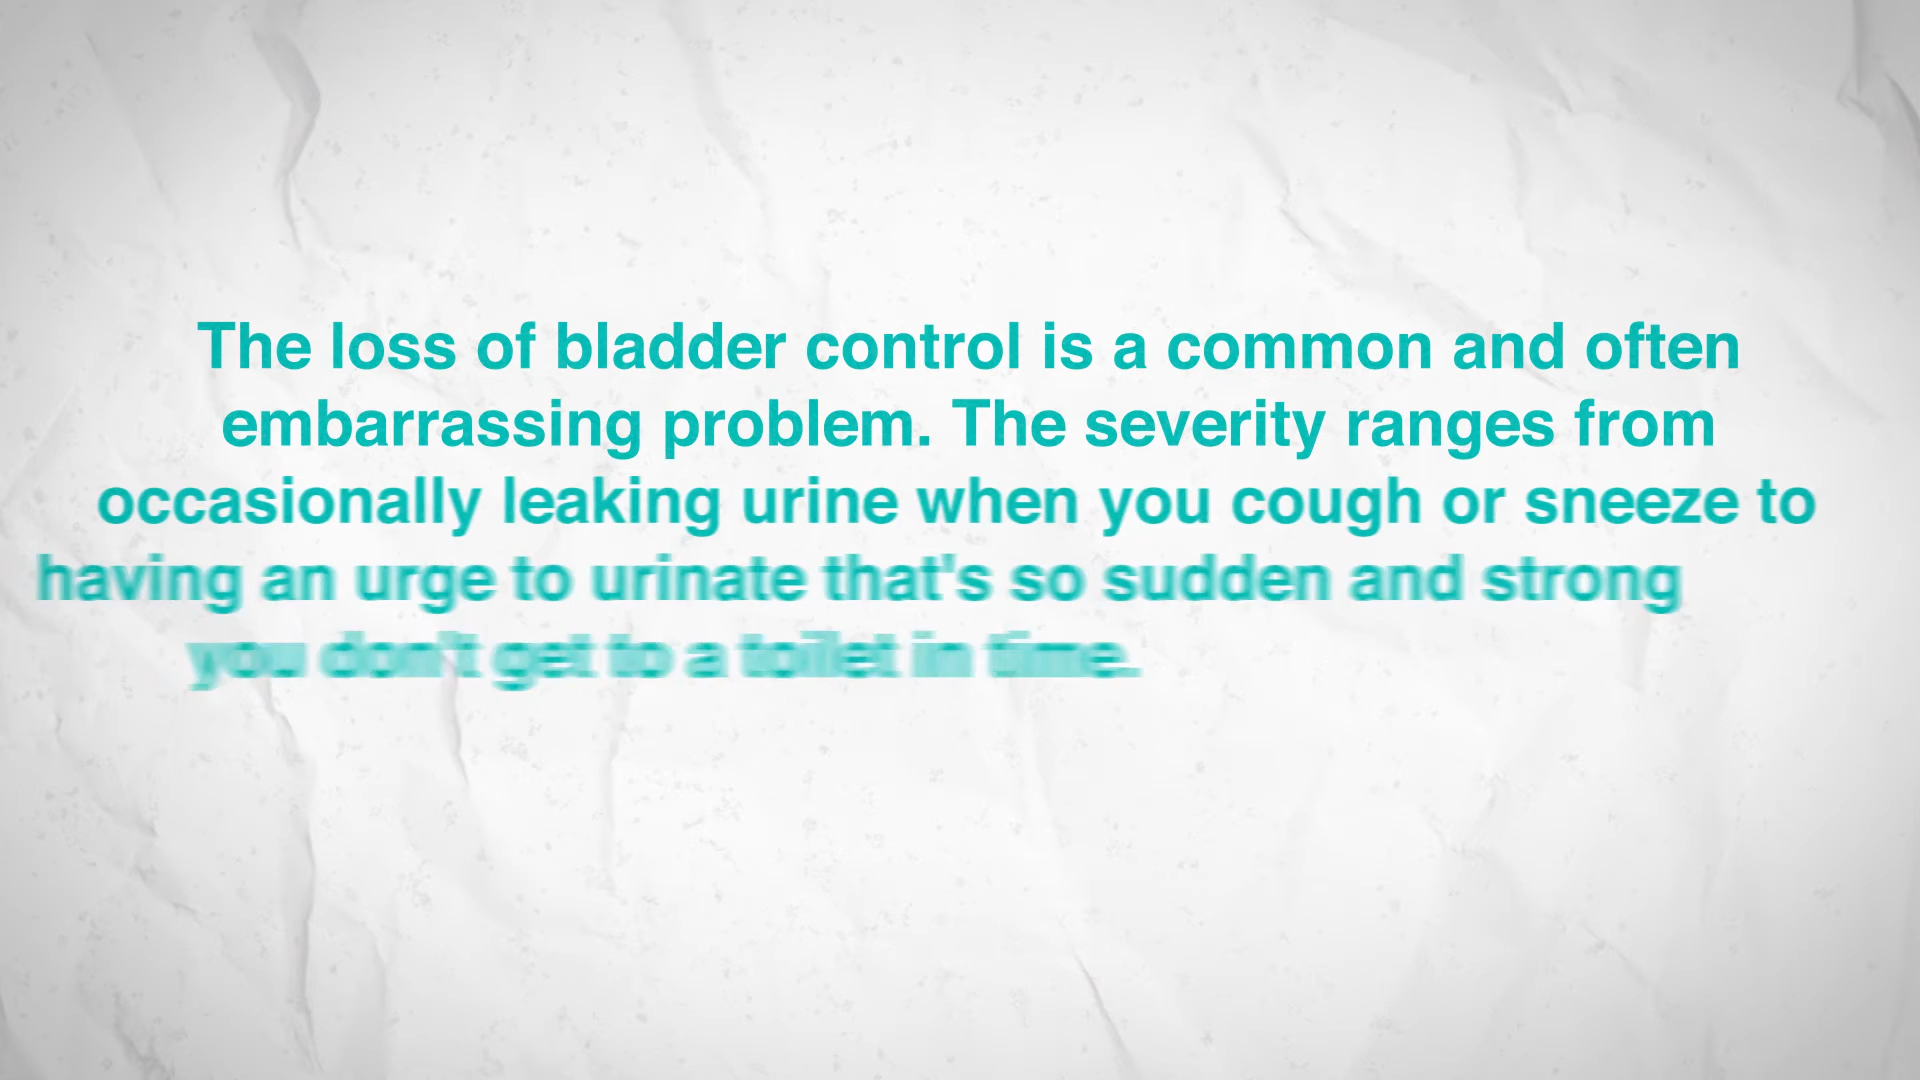 The loss of bladder control is a common and often
embarrassing problem. The severity ranges from
occasionally leaking urine when you cough or sneeze to
having an urge to urinate that's so sudden and strong
you don't get to a toilet in time.